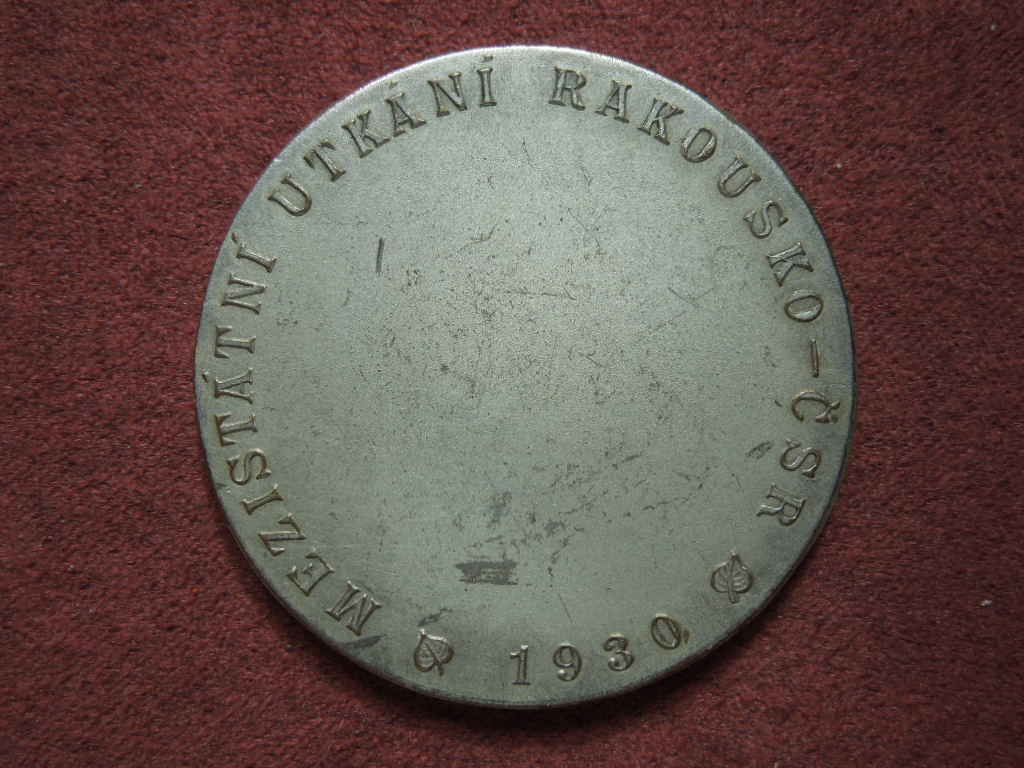 MEZISTÁTNÍ UTKÁNÍ RAKOUSKO-ČSR
1930.